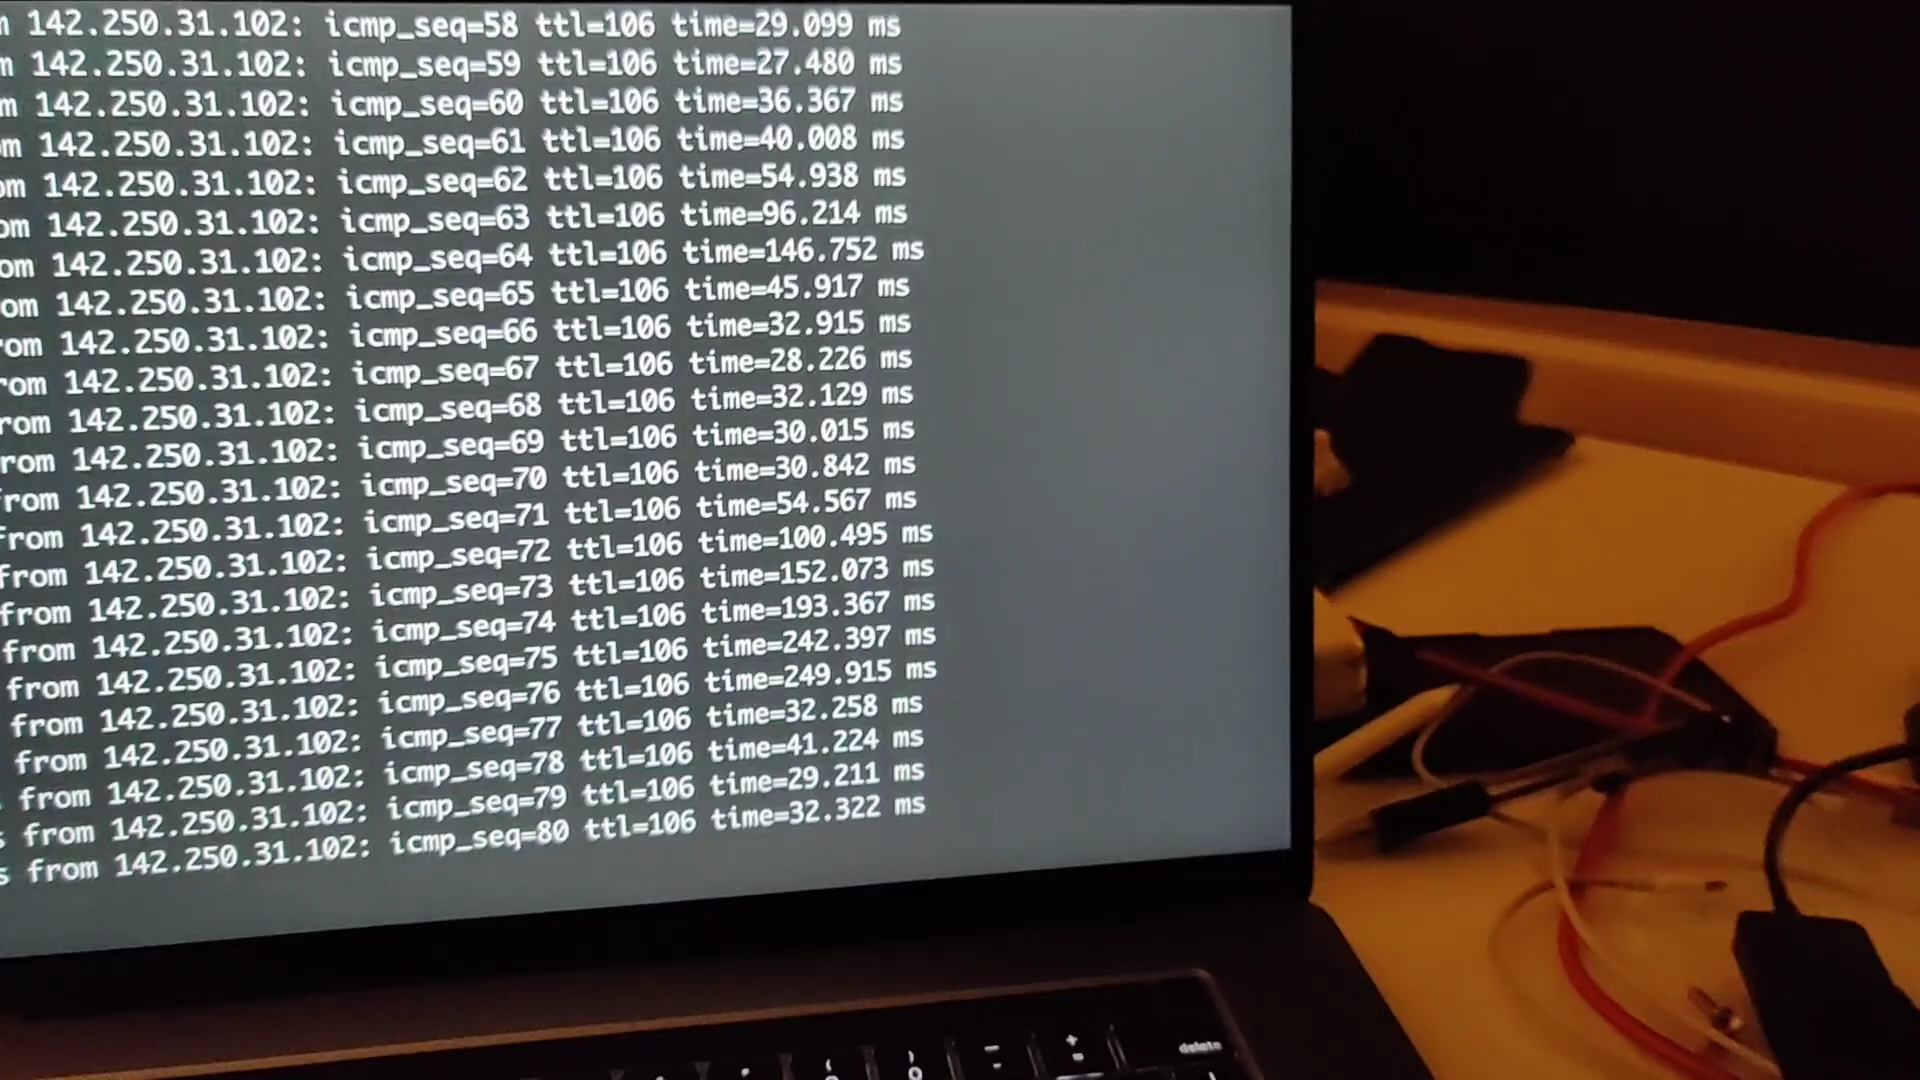 142.250.31.102: icmp_seq=58 ttl=106 time=29.099 ms
142.250.31.102: icmp_seq=59 ttl=106 time=27.480 ms
m 142.250.31.102: icmp_seq=60 ttl=106 time=36.367 ms
om 142.250.31.102: icmp_seq=61 ttl=106 time=40.008 ms
om 142.250.31.102: icmp_seq=62 ttl=106 time=54.938 ms
om 142.250.31.102: icmp_seq=63 ttl=106 time=96.214 ms
om 142.250.31.102: icmp_seq=64 ttl=106 time=146.752 ms
om 142.250.31.102: icmp_seq=65 ttl=106 time=45.917 ms
rom 142.250.31.102: icmp_seq=66 ttl=106 time=32.915 ms
rom 142.250.31.102: icmp_seq=67 ttl=106 time=28.226 ms
rom 142.250.31.102: icmp_seq=68 ttl=106 time=32.129 ms
rom 142.250.31.102: icmp_seq=69 ttl=106 time=30.015 ms
from 142.250.31.102: icmp_seq=70 ttl=106 time=30.842 ms
from 142.250.31.102: icmp_seq=71 ttl=106 time=54.567 ms
from 142.250.31.102: icmp_seq=72 ttl=106 time=100.495 ms
from 142.250.31.102: icmp_seq=73 ttl=106 time=152.073 ms
from 142.250.31.102: icmp_seq=74 ttl=106 time=193.367 ms
from 142.250.31.102: icmp_seq=75 ttl=106 time=242.397 ms
from 142.250.31.102: icmp_seq=76 ttl=106 time=249.915 ms
from 142.250.31.102: icmp_seq=77 ttl=106 time=32.258 ms
from 142.250.31.102: icmp_seq=78 ttl=106 time=41.224 ms
s from 142.250.31.102: icmp_seq=79 ttl=106 time=29.211 ms
s from 142.250.31.102: icmp_seq=80 ttl=106 time=32.322 ms
delete